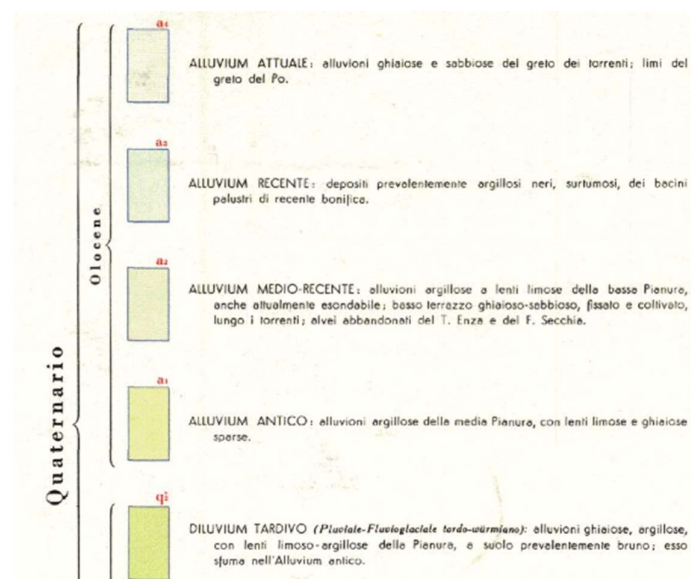 a4
ALLUVIUM ATTUALE: alluvioni ghiaiose e sabbiose del greto dei torrenti; limi del
greto del Po.
a3
ALLUVIUM RECENTE: depositi prevalentemente argillosi neri, surtumosi, dei bacini
palustri di recente bonifica.
Olocene
a2
ALLUVIUM MEDIO-RECENTE: alluvioni argillose a lenti limose della bassa Pianura,
anche attualmente esondabile; basso terrazzo ghiaioso-sabbioso, fissato e coltivato,
lungo i torrenti; alvei abbandonati del T. Enza e del F. Secchia.
Quaternario
a1
ALLUVIUM ANTICO: alluvioni argillose della media Pianura, con lenti limose e ghiaiose
sparse.
DILUVIUM TARDIVO (Pluviale-Fluvioglaciale tardo-würmiano): alluvioni ghiaiose, argillose,
con lenti limoso-argillose della Pianura, a suolo prevalentemente bruno; esso
sfuma nell'Alluvium antico.